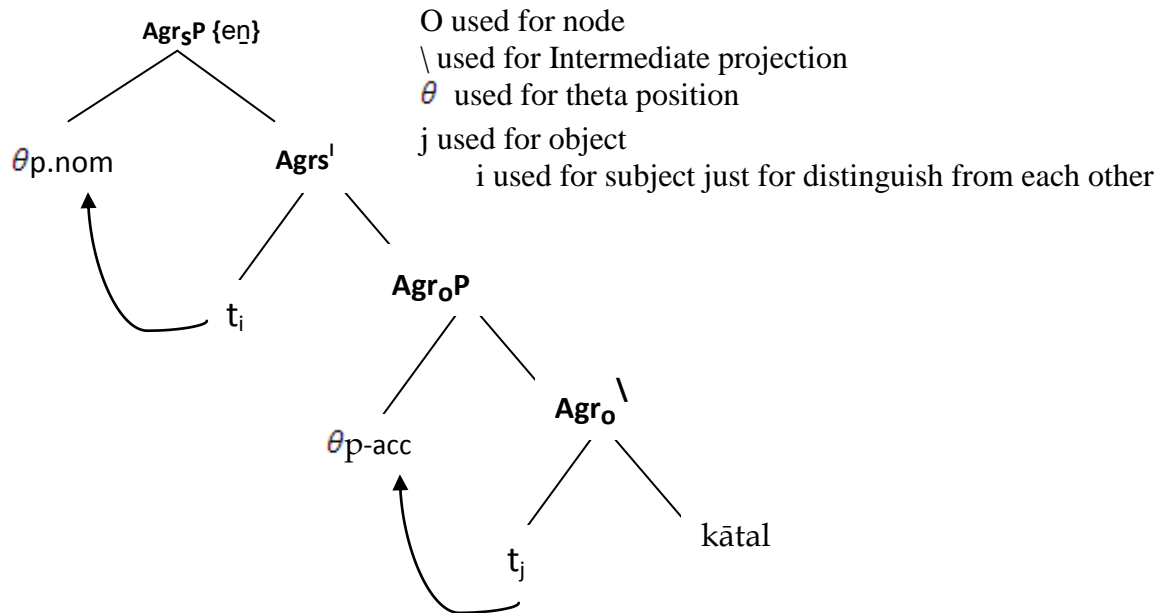 AgrₛP {eṉ}
O used for node
\ used for Intermediate projection
θ used for theta position
j used for object
i used for subject just for distinguish from each other
θp.nom
Agrsᴵ
tᵢ
AgrₒP
θp-acc
Agrₒ \
tⱼ
kātal